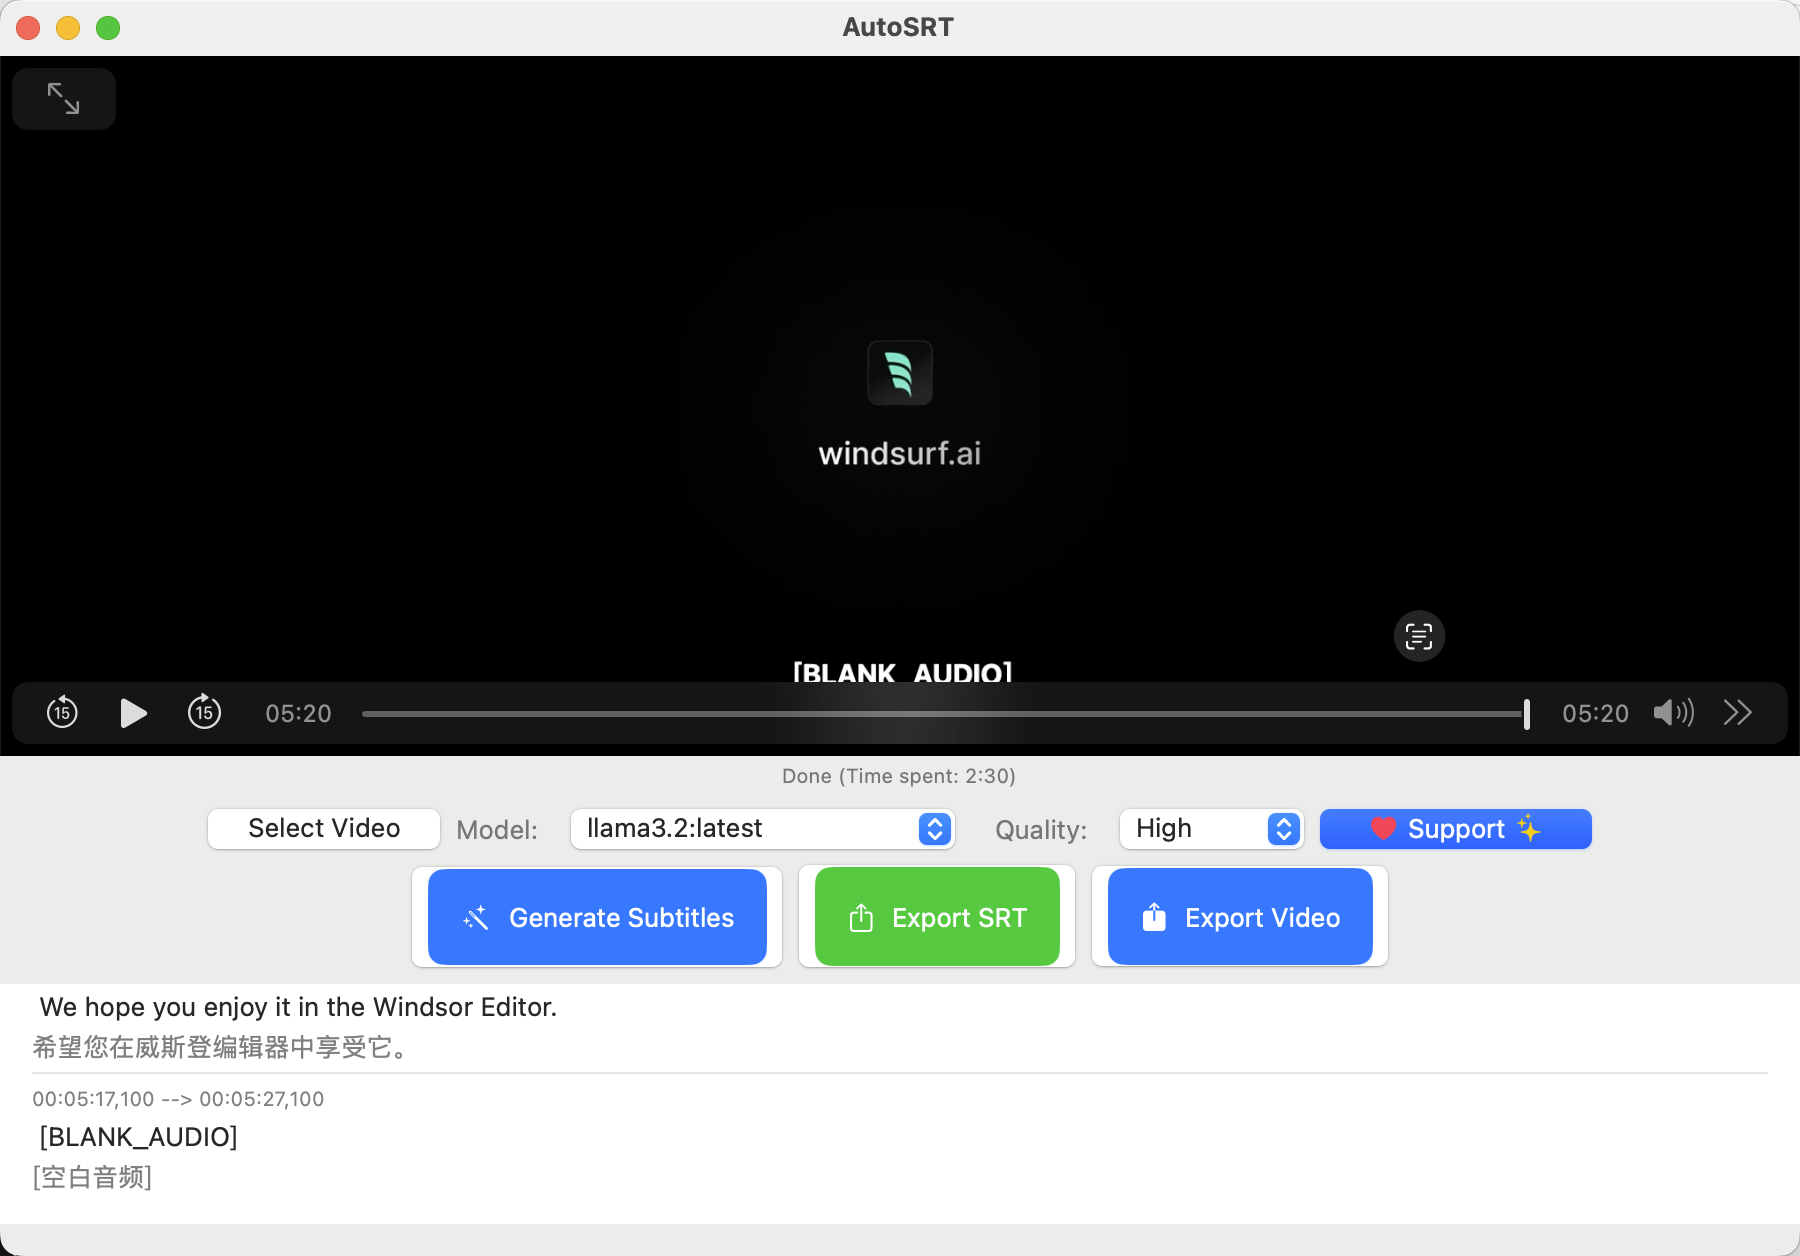 AutoSRT
windsurf.ai
[BLANK_AUDIO]
15 15 05:20 05:20
Done (Time spent: 2:30)
Select Video Model: llama3.2:latest Quality: High ❤️ Support ✨
Generate Subtitles Export SRT Export Video
We hope you enjoy it in the Windsor Editor.
希望您在威斯登编辑器中享受它。
00:05:17,100 --> 00:05:27,100
[BLANK_AUDIO]
[空白音频]